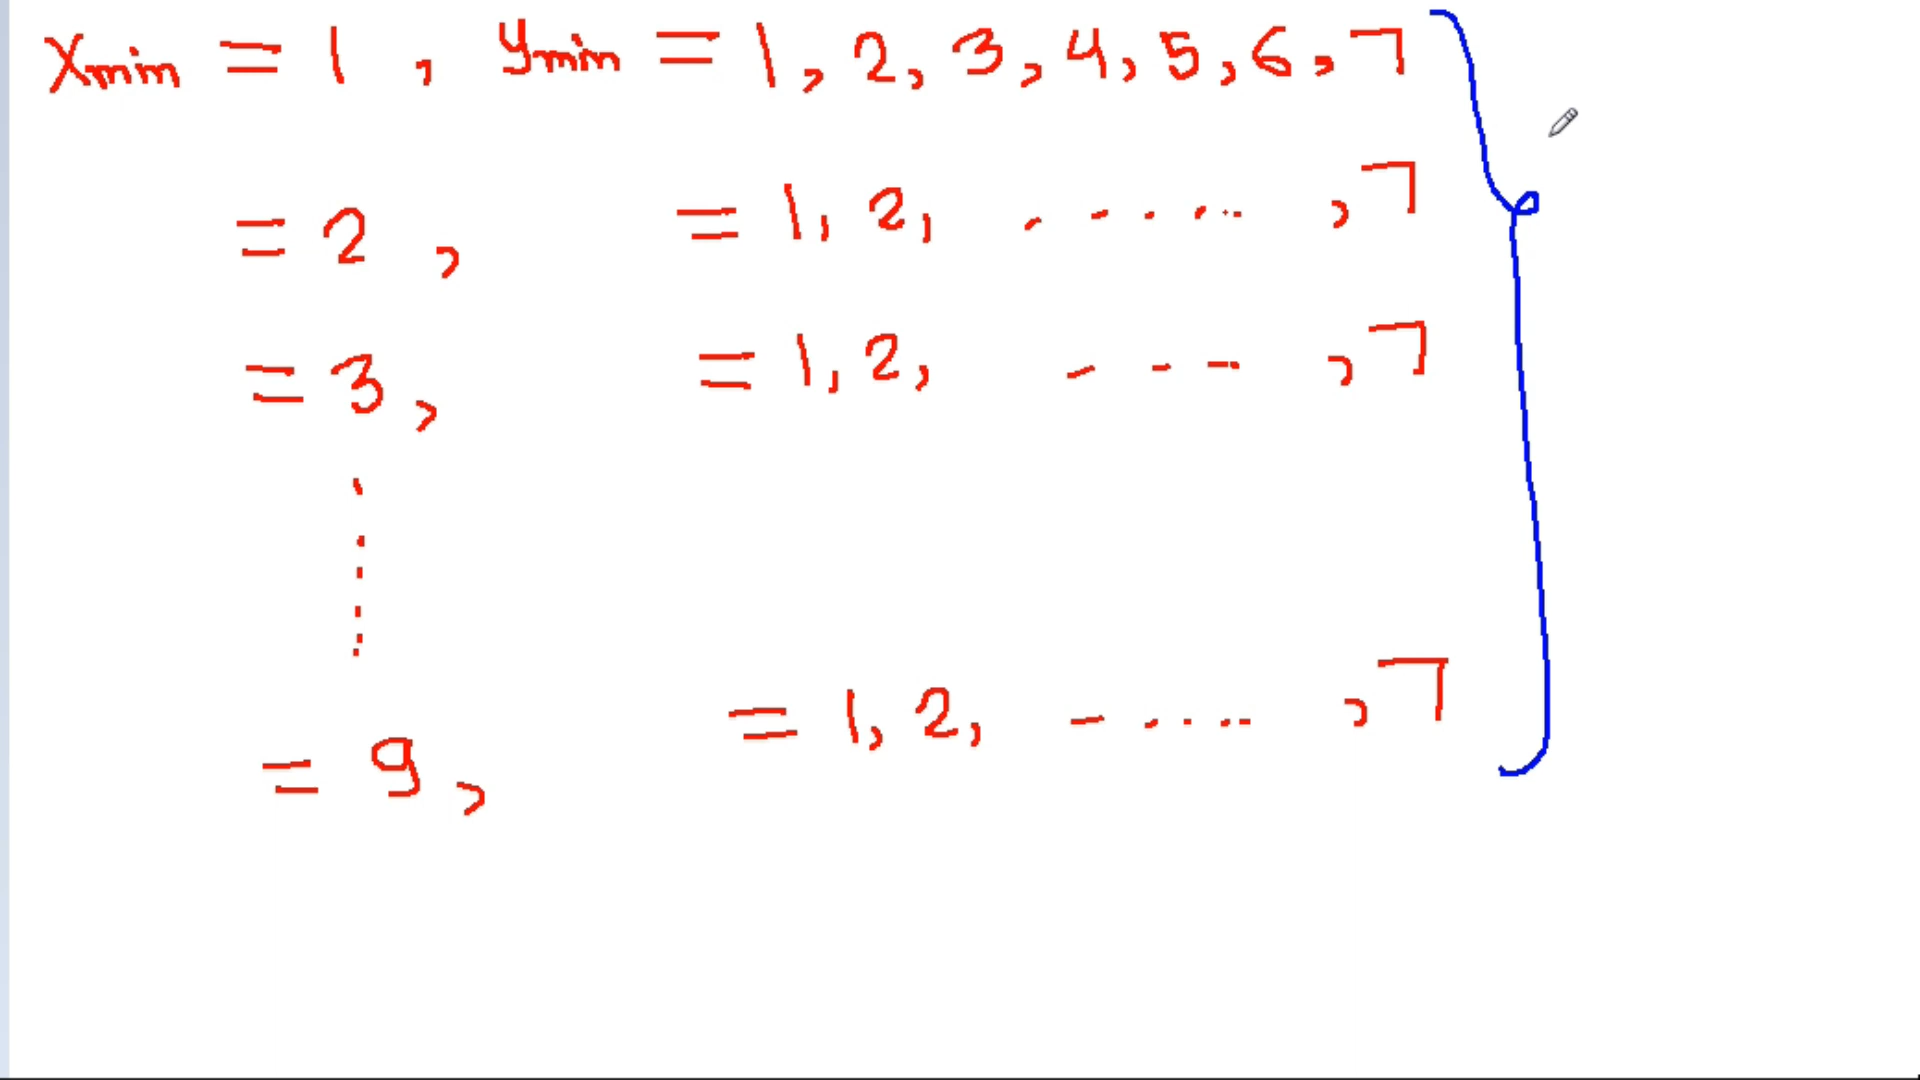 Xmin = 1 , ymin = 1, 2, 3, 4, 5, 6, 7
= 2 , = 1, 2, ........ , 7
= 3, = 1, 2, ..... , 7
= 9, = 1, 2, ...... , 7